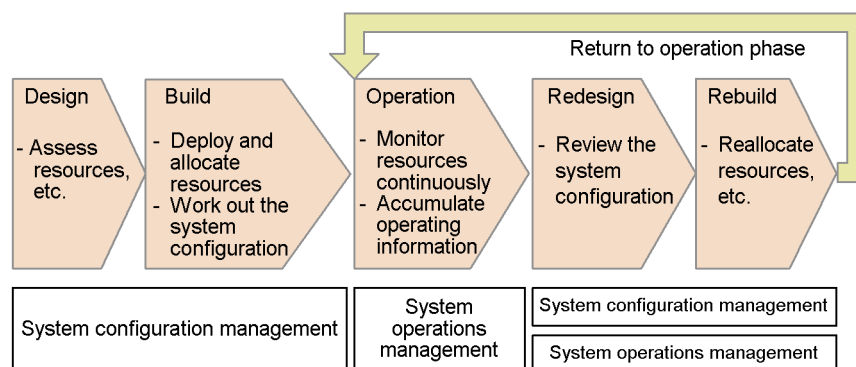 Return to operation phase
Design
- Assess
resources,
etc.
Build
- Deploy and
allocate
resources
- Work out the
system
configuration
Operation
- Monitor
resources
continuously
- Accumulate
operating
information
Redesign
- Review the
system
configuration
Rebuild
- Reallocate
resources,
etc.
System configuration management
System
operations
management
System configuration management
System operations management